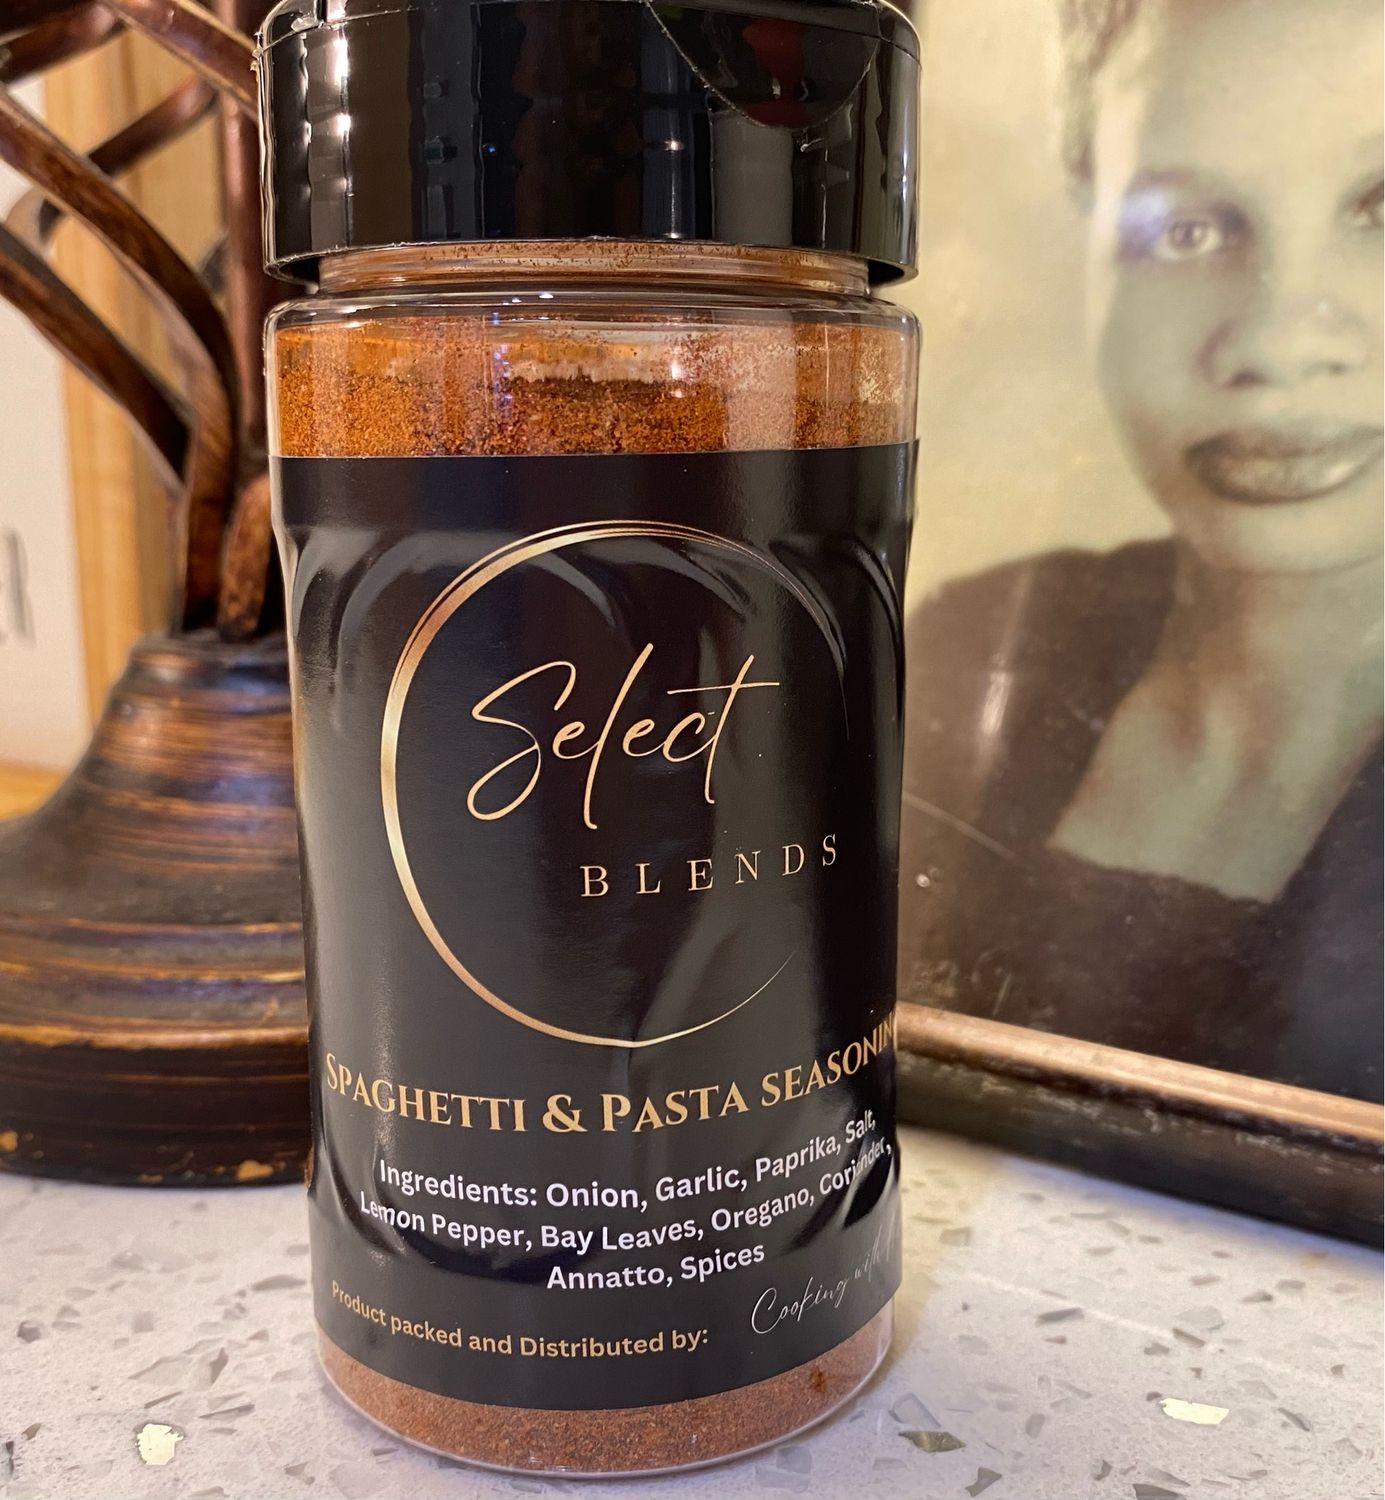 Select
BLENDS
SPAGHETTI & PASTA SEASONING
Ingredients: Onion, Garlic, Paprika, Salt,
Lemon Pepper, Bay Leaves, Oregano, Coriander,
Annatto, Spices
Product packed and Distributed by:
Cooking with